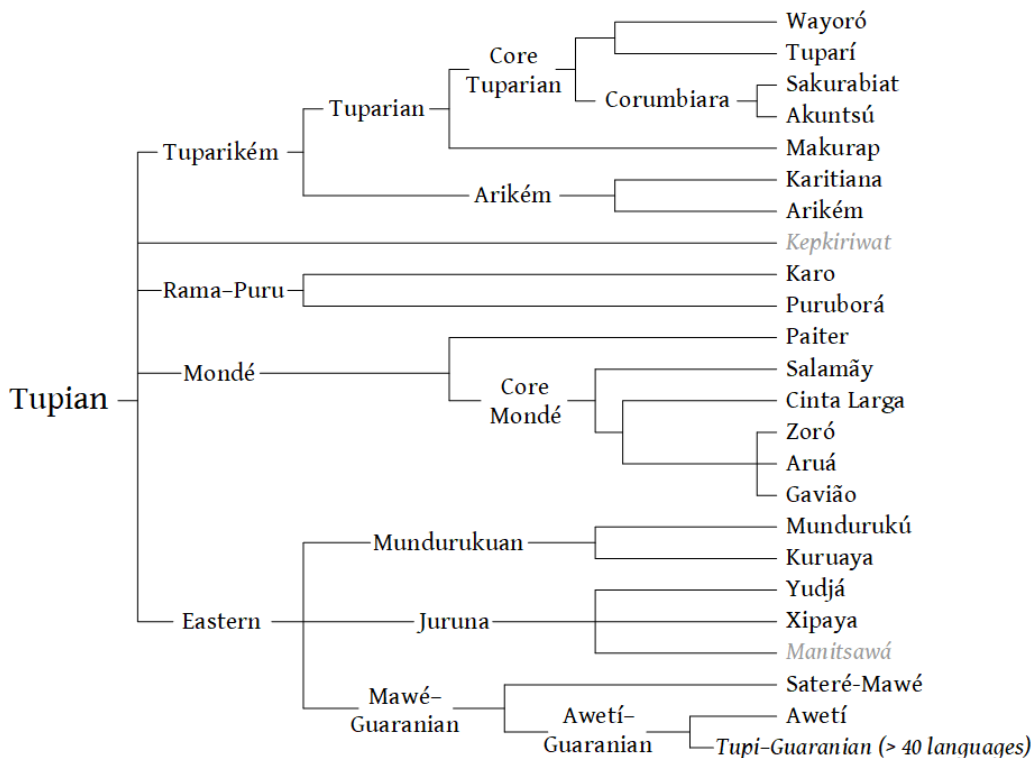 Wayoró
Core
Tuparian
Tuparí
Tuparian
Sakurabiat
Corumbiara
Akuntsú
Tuparikém
Makurap
Arikém
Karitiana
Arikém
Kepkiriwat
Rama–Puru
Karo
Puruborá
Paiter
Mondé
Salamãy
Core
Mondé
Tupian
Cinta Larga
Zoró
Aruá
Gavião
Mundurukuan
Mundurukú
Kuruaya
Eastern
Juruna
Yudjá
Xipaya
Manitsawá
Mawé–
Guaranian
Sateré-Mawé
Awetí–
Guaranian
Awetí
Tupi–Guaranian (> 40 languages)